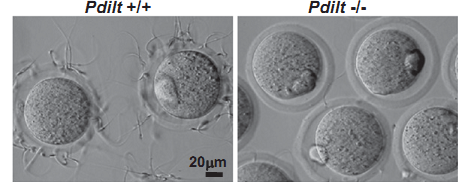 Pdilt +/+
Pdilt -/-
20μm